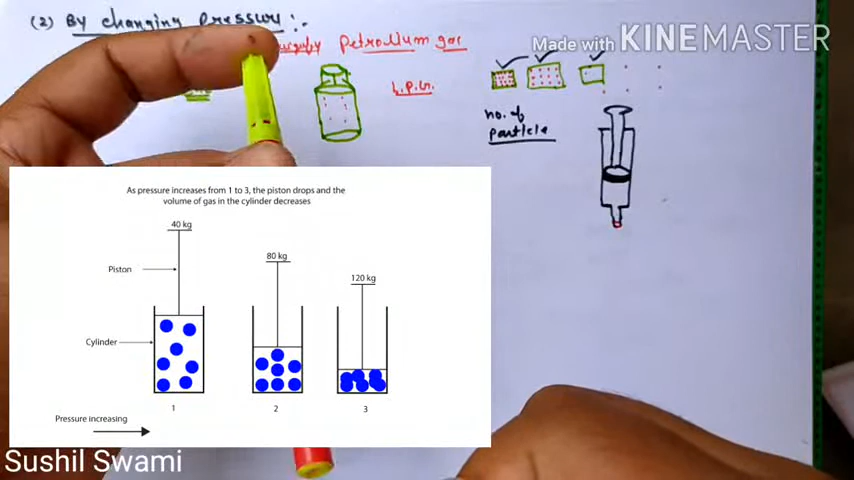 (2) By changing Pressure :-
Petrolium gas
L.P.G.
Made with KINEMASTER
no. of
particle
As pressure increases from 1 to 3, the piston drops and the
volume of gas in the cylinder decreases
40 kg
80 kg
120 kg
Piston
Cylinder
1
2
3
Pressure increasing
Sushil Swami